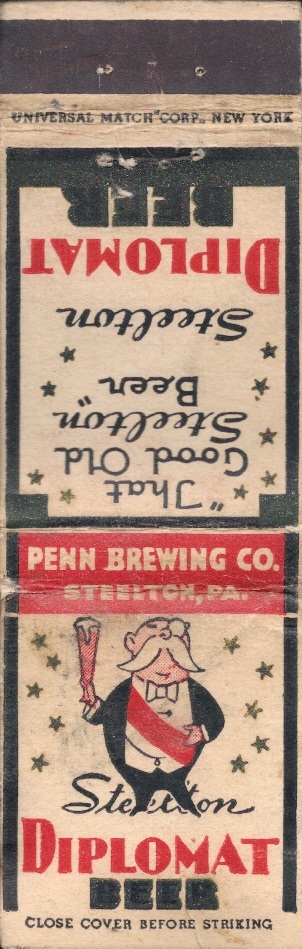 UNIVERSAL MATCH CORP., NEW YORK
"That
Good Old
Steelton"
Beer
Steelton
DIPLOMAT
BEER
PENN BREWING CO.
STEELTON, PA.
Steelton
DIPLOMAT
BEER
CLOSE COVER BEFORE STRIKING